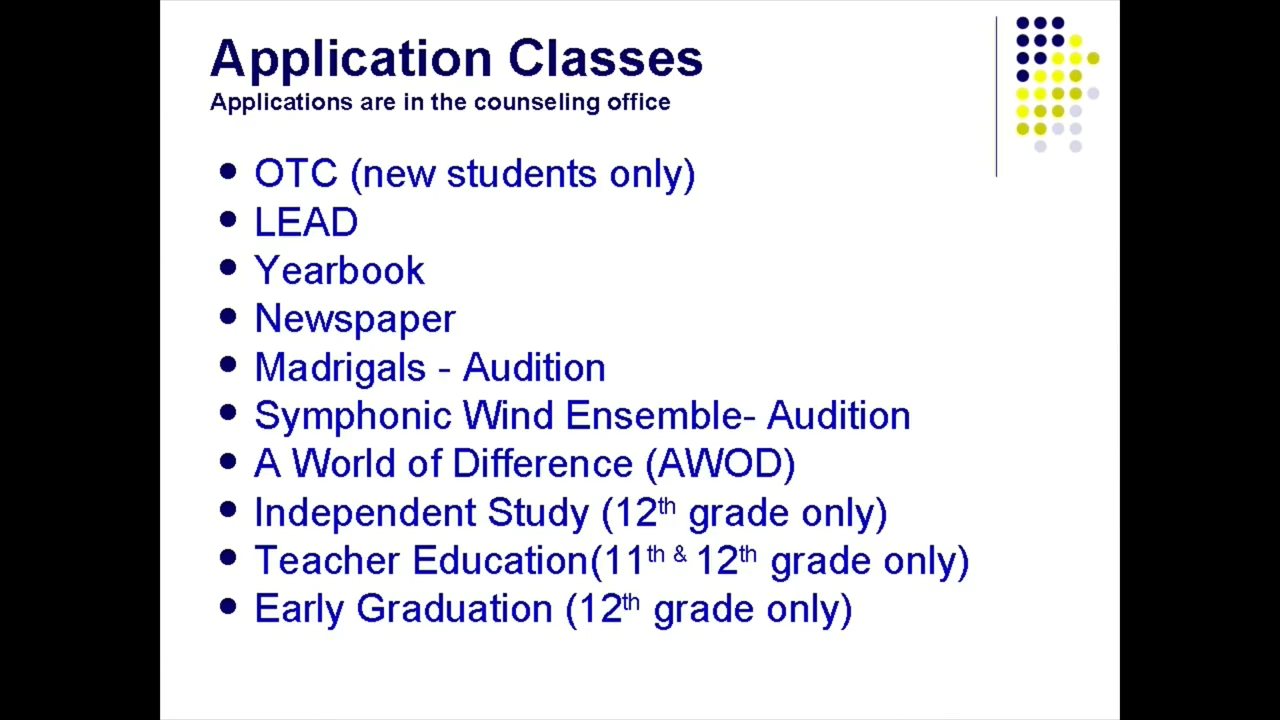 Application Classes
Applications are in the counseling office
• OTC (new students only)
• LEAD
• Yearbook
• Newspaper
• Madrigals - Audition
• Symphonic Wind Ensemble- Audition
• A World of Difference (AWOD)
• Independent Study (12th grade only)
• Teacher Education(11th & 12th grade only)
• Early Graduation (12th grade only)